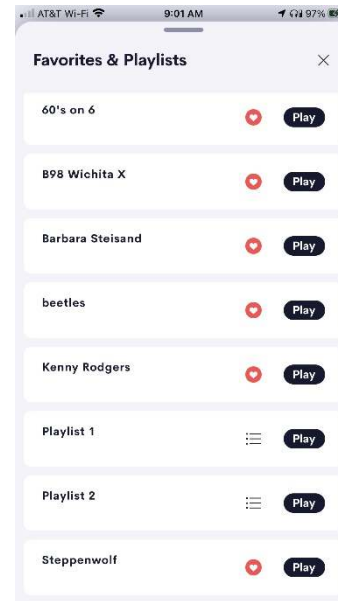 AT&T Wi-Fi 9:01 AM 97%
Favorites & Playlists
60's on 6 Play
B98 Wichita X Play
Barbara Steisand Play
beetles Play
Kenny Rodgers Play
Playlist 1 Play
Playlist 2 Play
Steppenwolf Play